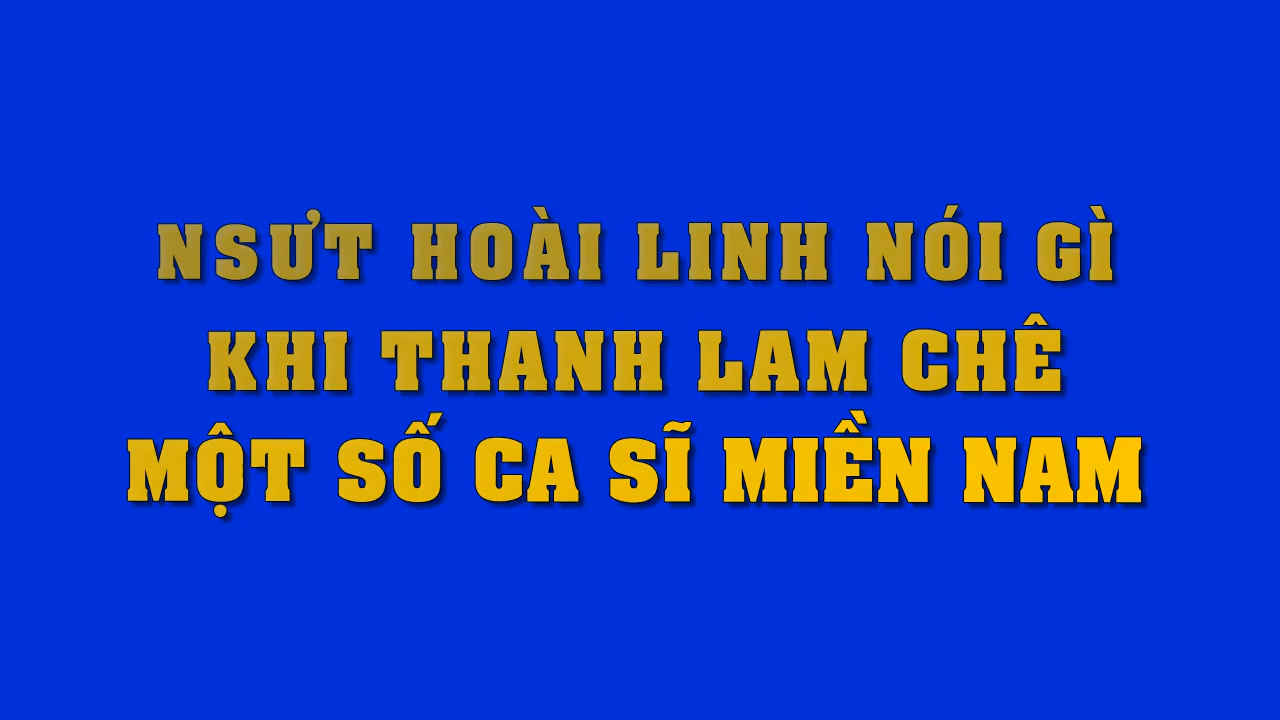 NSƯT HOÀI LINH NÓI GÌ
KHI THANH LAM CHÊ
MỘT SỐ CA SĨ MIỀN NAM